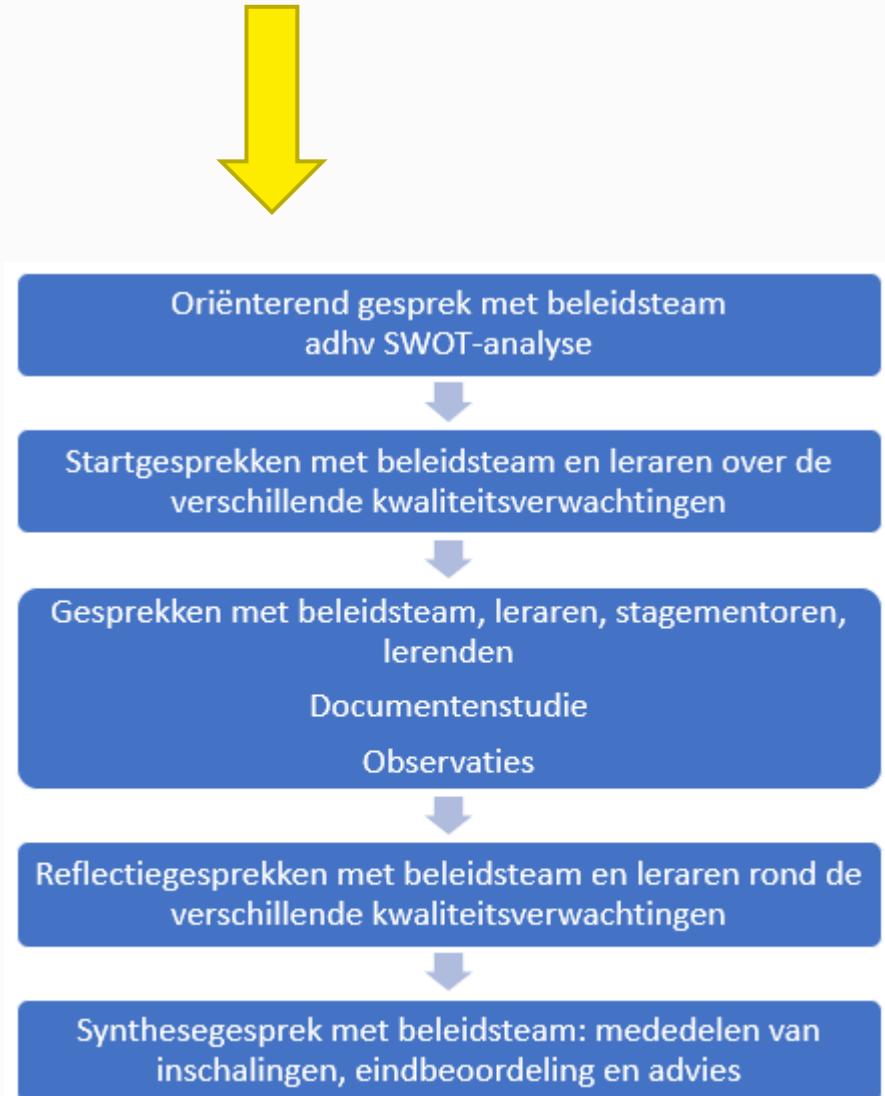 Oriënterend gesprek met beleidsteam
adhv SWOT-analyse
Startgesprekken met beleidsteam en leraren over de
verschillende kwaliteitsverwachtingen
Gesprekken met beleidsteam, leraren, stagementoren,
lerenden
Documentenstudie
Observaties
Reflectiegesprekken met beleidsteam en leraren rond de
verschillende kwaliteitsverwachtingen
Synthesegesprek met beleidsteam: mededelen van
inschalingen, eindbeoordeling en advies